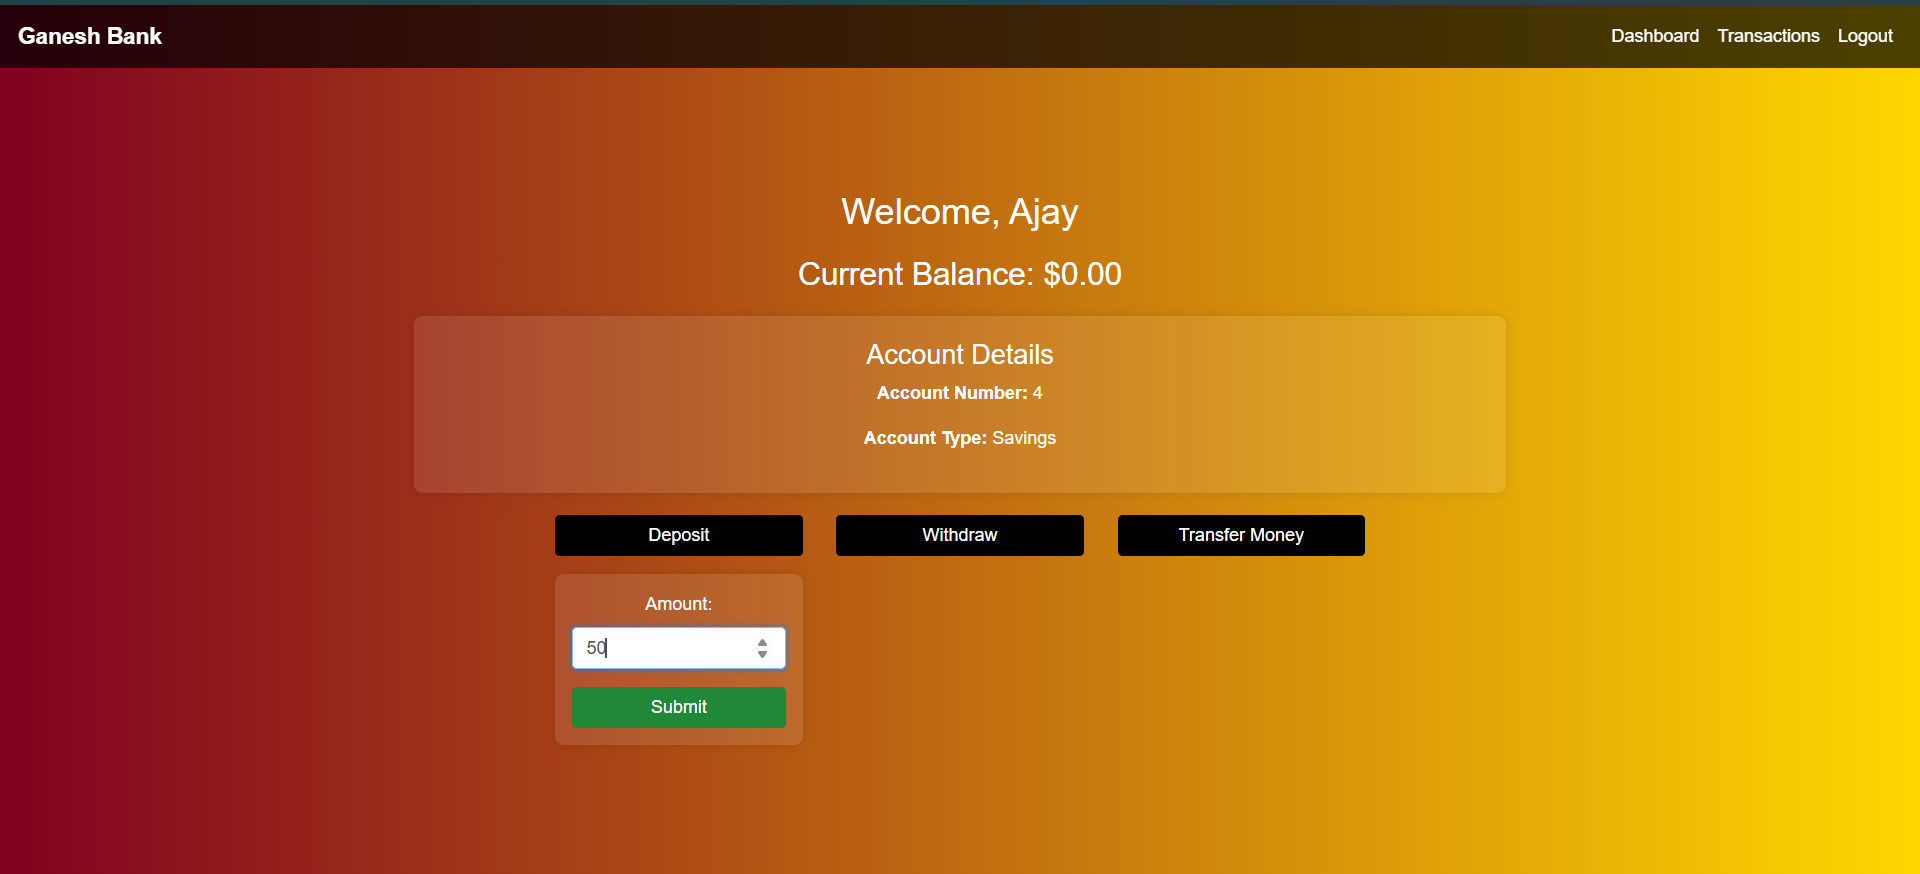 Ganesh Bank
Dashboard Transactions Logout
Welcome, Ajay
Current Balance: $0.00
Account Details
Account Number: 4
Account Type: Savings
Deposit
Withdraw
Transfer Money
Amount:
50
Submit